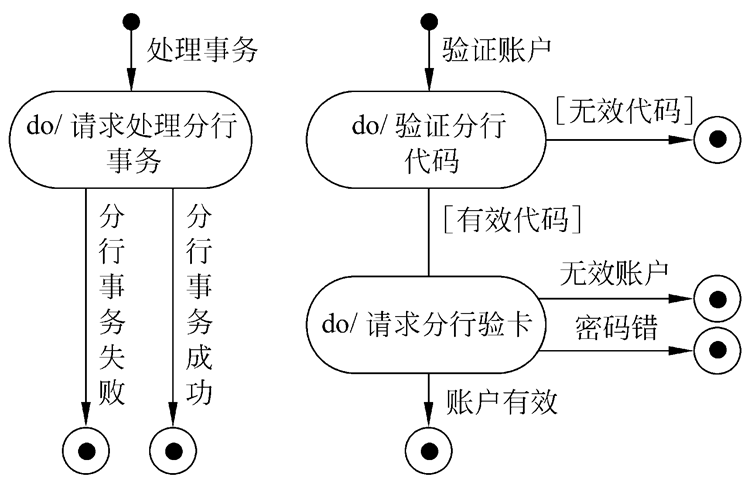 处理事务
do/ 请求处理分行
事务
分行事务失败
分行事务成功
验证账户
do/ 验证分行
代码
[无效代码]
[有效代码]
do/ 请求分行验卡
无效账户
密码错
账户有效